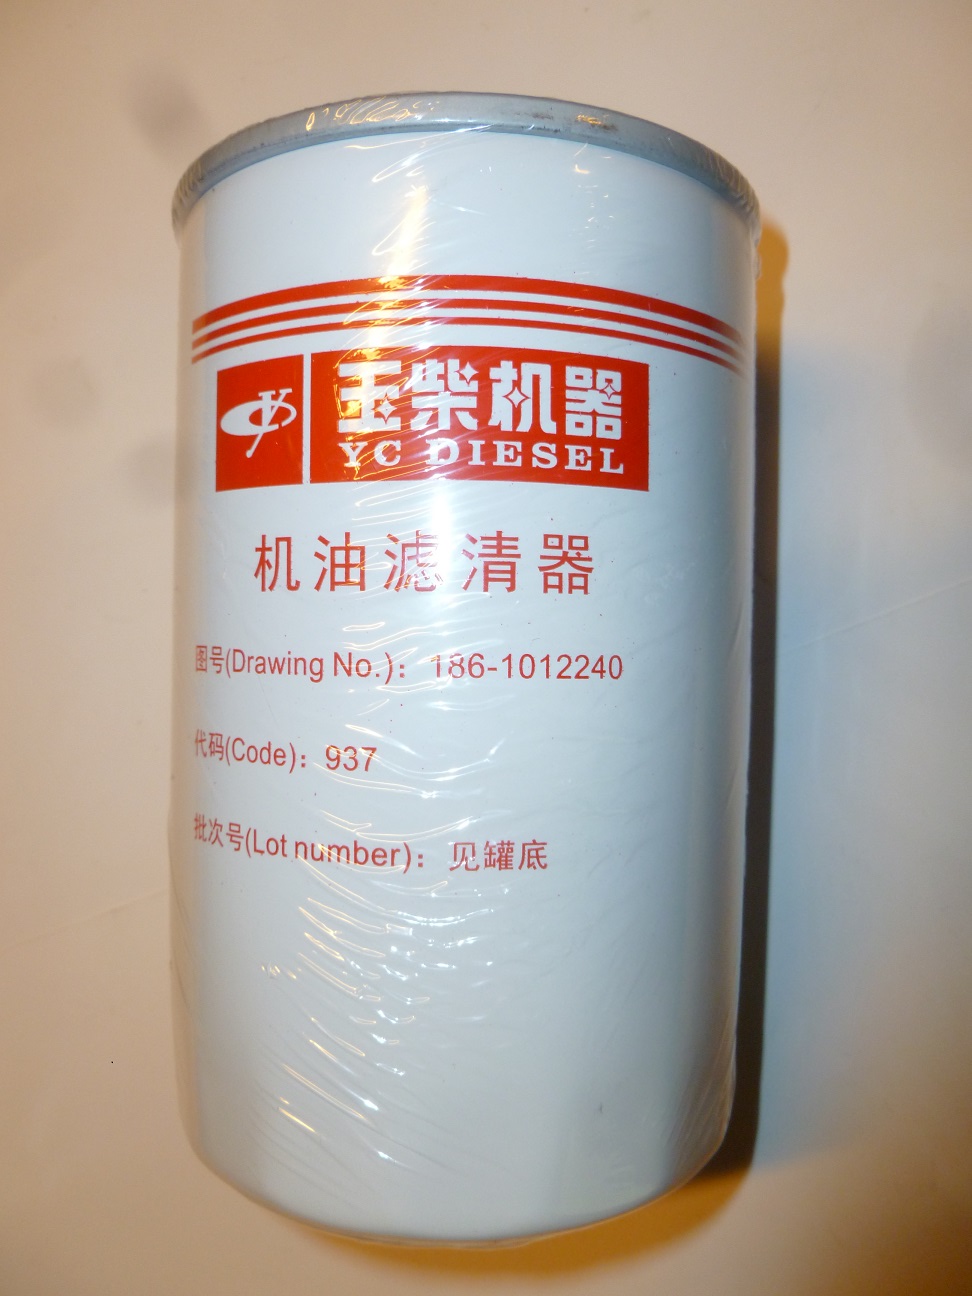 玉柴机器
YC DIESEL
机油滤清器
图号(Drawing No.)：186-1012240
代码(Code)：937
批次号(Lot number)：见罐底